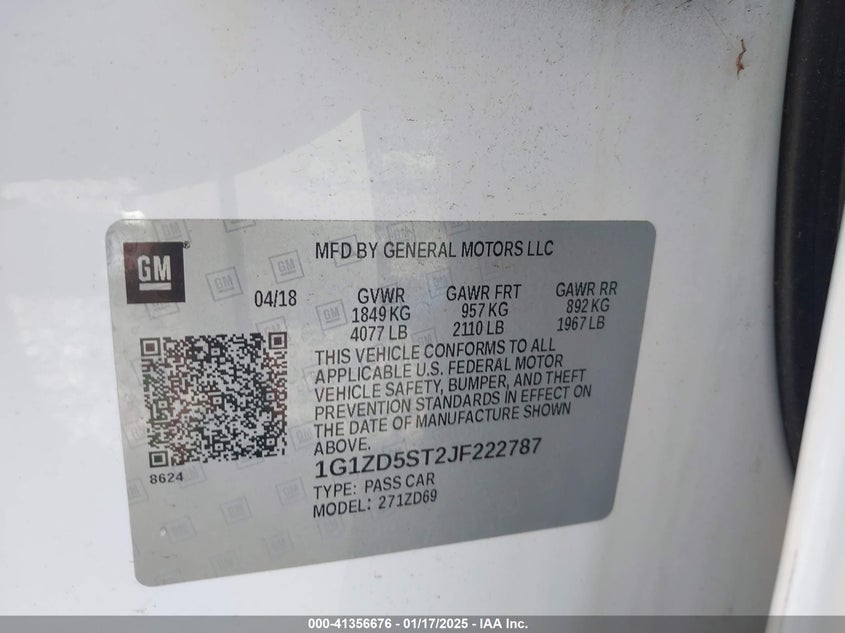 GM
MFD BY GENERAL MOTORS LLC
04/18
GVWR
1849 KG
4077 LB
GAWR FRT
957 KG
2110 LB
GAWR RR
892 KG
1967 LB
THIS VEHICLE CONFORMS TO ALL
APPLICABLE U.S. FEDERAL MOTOR
VEHICLE SAFETY, BUMPER, AND THEFT
PREVENTION STANDARDS IN EFFECT ON
THE DATE OF MANUFACTURE SHOWN
ABOVE.
8624
1G1ZD5ST2JF222787
TYPE: PASS CAR
MODEL: 271ZD69
000-41356676 - 01/17/2025 - © IAA, Inc.